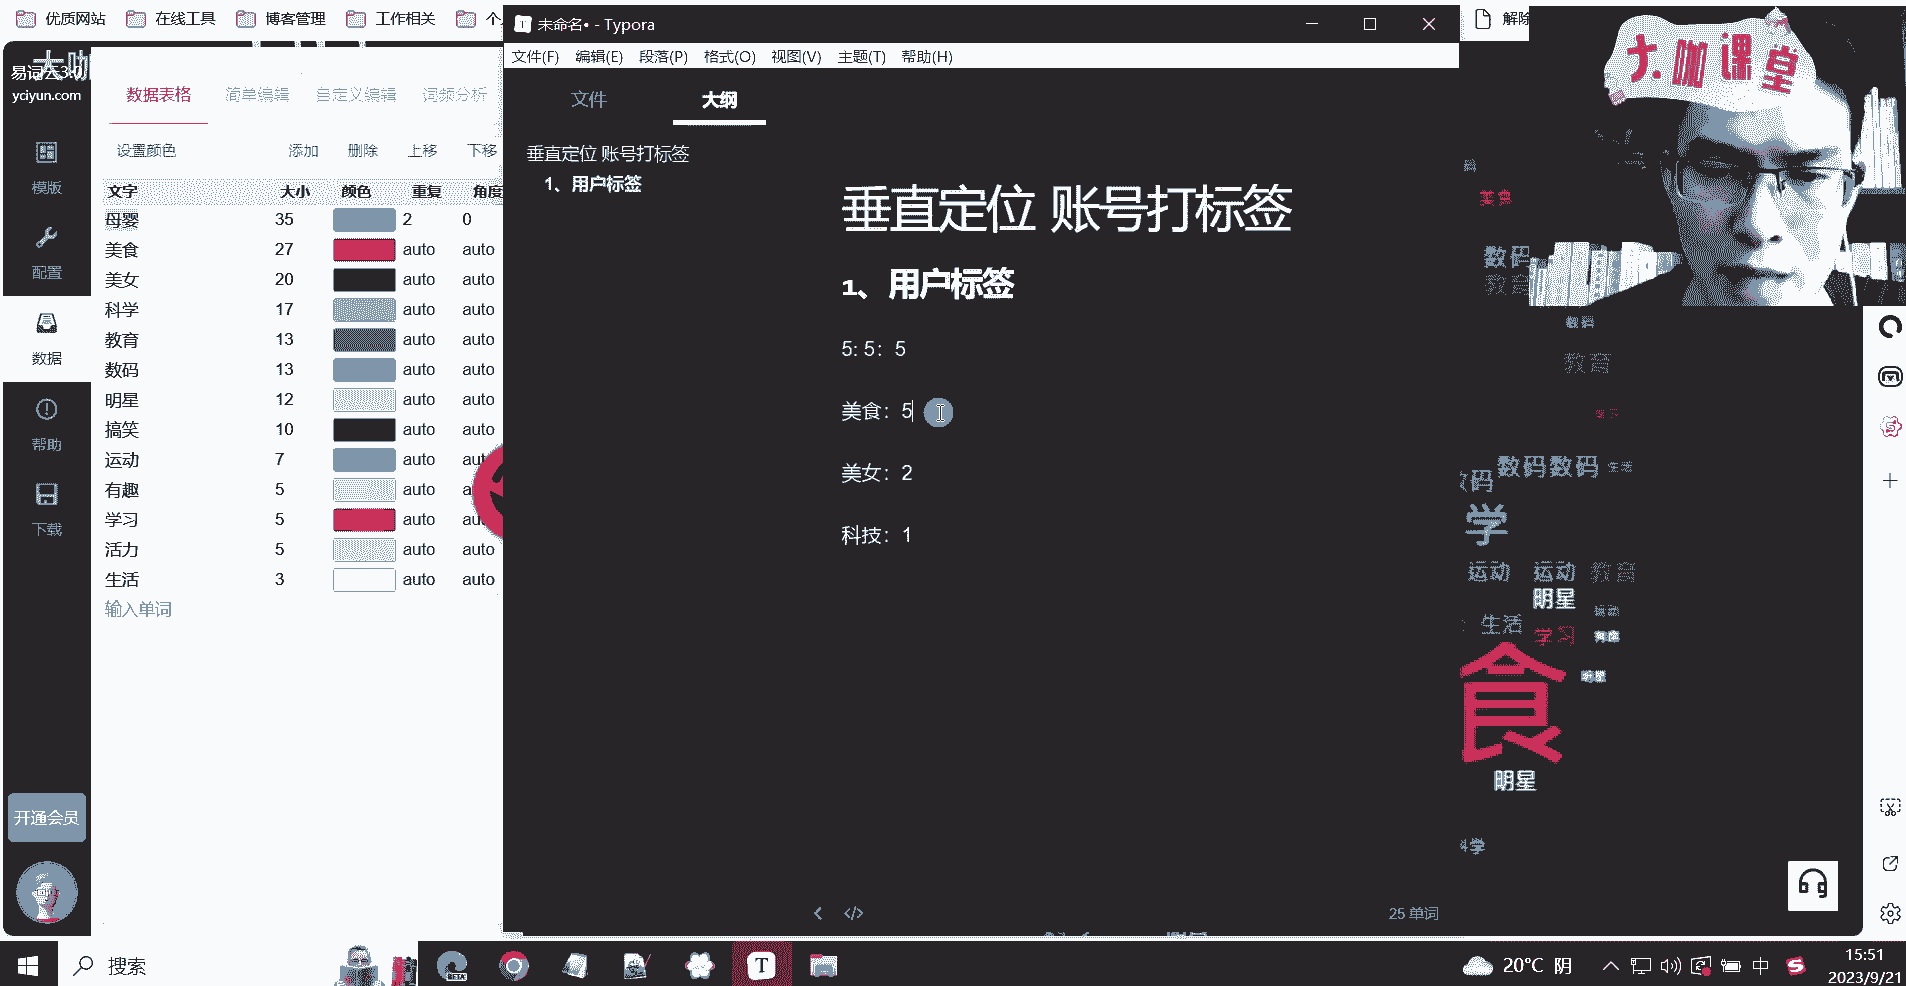 优质网站
在线工具
博客管理
工作相关
未命名• - Typora
解除
大咖课堂
文件(F) 编辑(E) 段落(P) 格式(O) 视图(V) 主题(T) 帮助(H)
大咖
易词云3.0
yciyun.com
模版
配置
数据
帮助
下载
开通会员
数据表格 简单编辑 自定义编辑 词频分析
设置颜色 添加 删除 上移 下移
文字 大小 颜色 重复 角度
母婴 35 2 0
美食 27 auto auto
美女 20 auto auto
科学 17 auto auto
教育 13 auto auto
数码 13 auto auto
明星 12 auto auto
搞笑 10 auto auto
运动 7 auto auto
有趣 5 auto
学习 5 auto
活力 5 auto auto
生活 3 auto auto
输入单词
文件 大纲
垂直定位 账号打标签
1、用户标签
垂直定位 账号打标签
1、用户标签
5: 5：5
美食：5
美女：2
科技：1
25 单词
美食
数码
教育
数码
教育
数码 数码数码 生活
学
运动 运动 教育
明星
生活 学习
食
明星
搜索
T
20°C 阴
中
15:51
2023/9/21